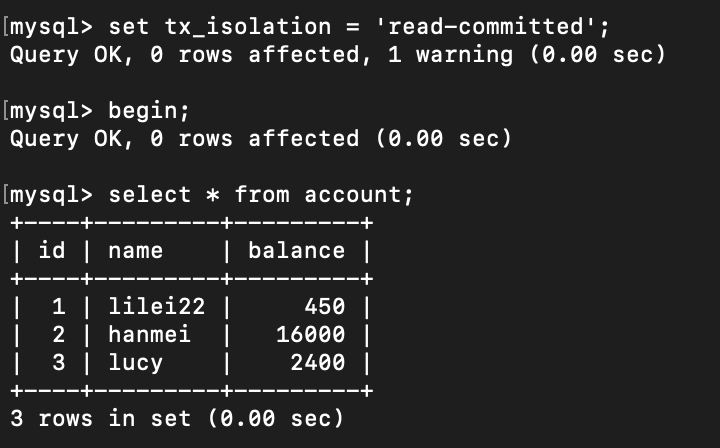 [mysql> set tx_isolation = 'read-committed';
Query OK, 0 rows affected, 1 warning (0.00 sec)
[mysql> begin;
Query OK, 0 rows affected (0.00 sec)
[mysql> select * from account;
+----+---------+---------+
| id | name    | balance |
+----+---------+---------+
|  1 | lilei22 |     450 |
|  2 | hanmei  |   16000 |
|  3 | lucy    |    2400 |
+----+---------+---------+
3 rows in set (0.00 sec)